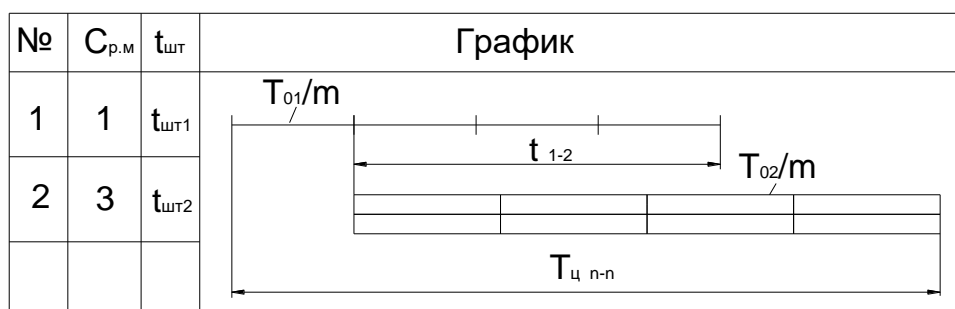 № Cр.м tшт График
T01/m
1 1 tшт1
t 1-2
T02/m
2 3 tшт2
Tц n-n